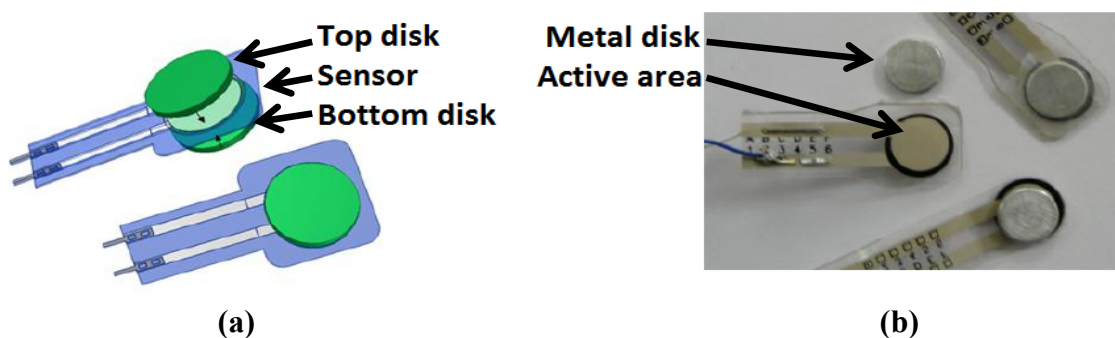 Top disk
Sensor
Bottom disk
Metal disk
Active area
(a)
(b)